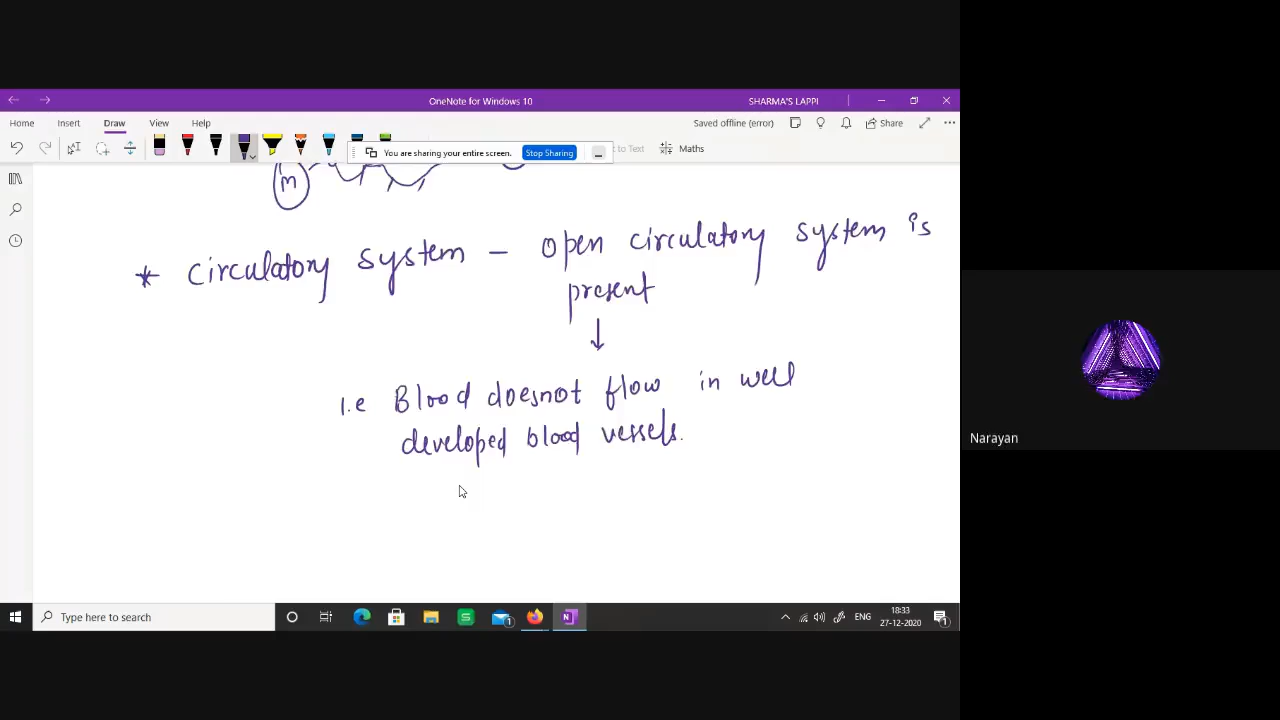 OneNote for Windows 10
SHARMA'S LAPPI
Home Insert Draw View Help
Saved offline (error)
Share
You are sharing your entire screen.
Stop Sharing
to Text
Maths
m
* circulatory system - open circulatory system is
present
↓
i.e Blood doesnot flow in well
developed blood vessels.
Narayan
Type here to search
ENG
18:33
27-12-2020